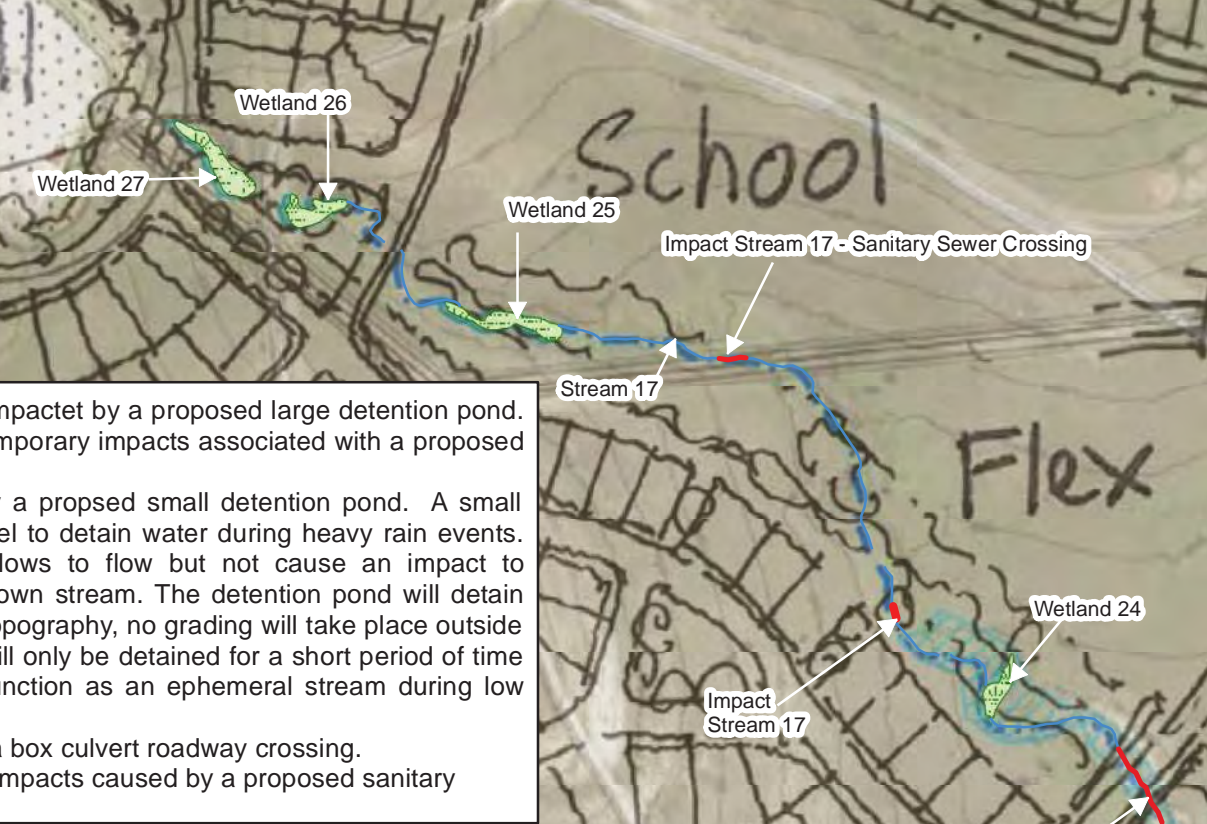 Wetland 26
School
Wetland 27
Wetland 25
Impact Stream 17 - Sanitary Sewer Crossing
Stream 17
Flex
Wetland 24
Impact
Stream 17
mpactet by a proposed large detention pond.
mporary impacts associated with a proposed
a propsed small detention pond. A small
el to detain water during heavy rain events.
lows to flow but not cause an impact to
own stream. The detention pond will detain
opography, no grading will take place outside
ill only be detained for a short period of time
unction as an ephemeral stream during low
a box culvert roadway crossing.
mpacts caused by a proposed sanitary